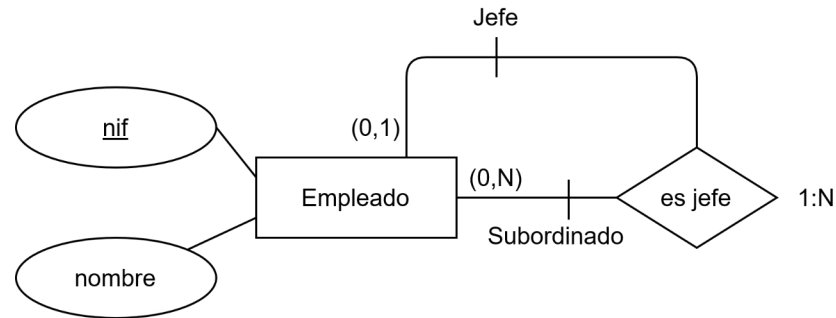 Jefe
nif
(0,1)
(0,N)
Empleado
es jefe
1:N
Subordinado
nombre